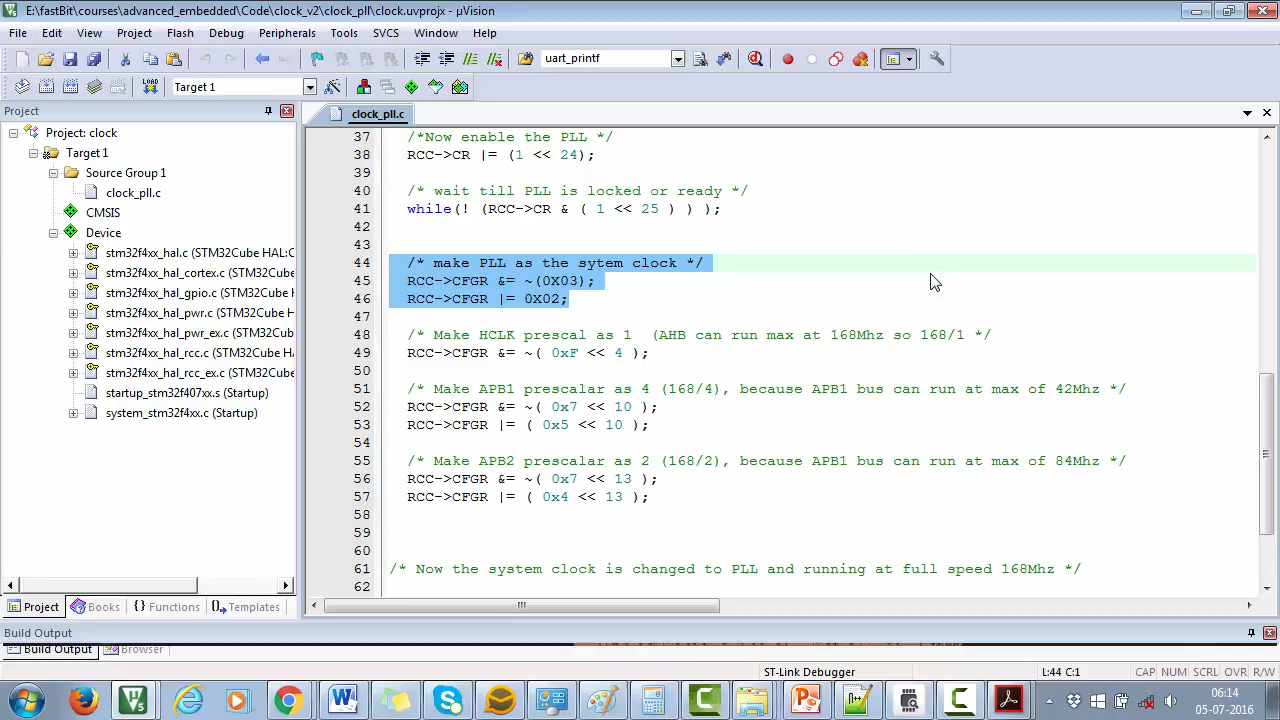 E:\fastBit\courses\advanced_embedded\Code\clock_v2\clock_pll\clock.uvprojx - µVision
File Edit View Project Flash Debug Peripherals Tools SVCS Window Help
uart_printf
LOAD Target 1
Project
clock_pll.c
Project: clock
Target 1
Source Group 1
clock_pll.c
CMSIS
Device
stm32f4xx_hal.c (STM32Cube HAL:C
stm32f4xx_hal_cortex.c (STM32Cube
stm32f4xx_hal_gpio.c (STM32Cube H
stm32f4xx_hal_pwr.c (STM32Cube H
stm32f4xx_hal_pwr_ex.c (STM32Cub
stm32f4xx_hal_rcc.c (STM32Cube HA
stm32f4xx_hal_rcc_ex.c (STM32Cube
startup_stm32f407xx.s (Startup)
system_stm32f4xx.c (Startup)
37 /*Now enable the PLL */
38 RCC->CR |= (1 << 24);
39
40 /* wait till PLL is locked or ready */
41 while(! (RCC->CR & ( 1 << 25 ) ) );
42
43
44 /* make PLL as the sytem clock */
45 RCC->CFGR &= ~(0X03);
46 RCC->CFGR |= 0X02;
47
48 /* Make HCLK prescal as 1 (AHB can run max at 168Mhz so 168/1 */
49 RCC->CFGR &= ~( 0xF << 4 );
50
51 /* Make APB1 prescalar as 4 (168/4), because APB1 bus can run at max of 42Mhz */
52 RCC->CFGR &= ~( 0x7 << 10 );
53 RCC->CFGR |= ( 0x5 << 10 );
54
55 /* Make APB2 prescalar as 2 (168/2), because APB1 bus can run at max of 84Mhz */
56 RCC->CFGR &= ~( 0x7 << 13 );
57 RCC->CFGR |= ( 0x4 << 13 );
58
59
60
61 /* Now the system clock is changed to PLL and running at full speed 168Mhz */
62
Project Books {} Functions Templates
Build Output
Build Output Browser
ST-Link Debugger L:44 C:1 CAP NUM SCRL OVR R/W
06:14
05-07-2016